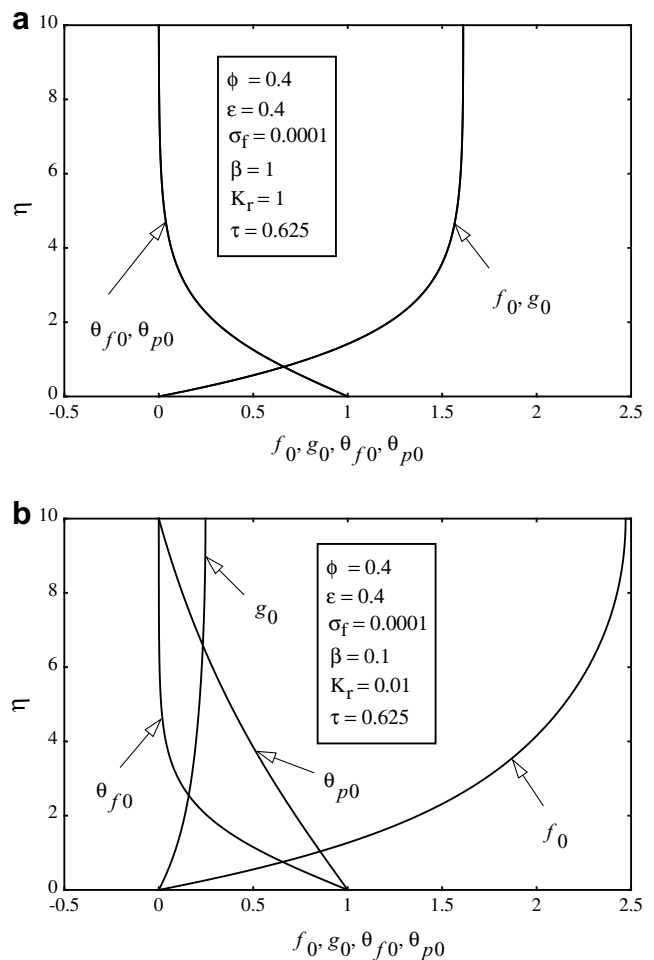 a
10
8
6
4
2
0
η
ϕ = 0.4
ε = 0.4
σf = 0.0001
β = 1
Kr = 1
τ = 0.625
θf0, θp0
f0, g0
-0.5 0 0.5 1 1.5 2 2.5
f0, g0, θf0, θp0
b
10
8
6
4
2
0
η
ϕ = 0.4
ε = 0.4
σf = 0.0001
β = 0.1
Kr = 0.01
τ = 0.625
g0
θp0
θf0
f0
-0.5 0 0.5 1 1.5 2 2.5
f0, g0, θf0, θp0